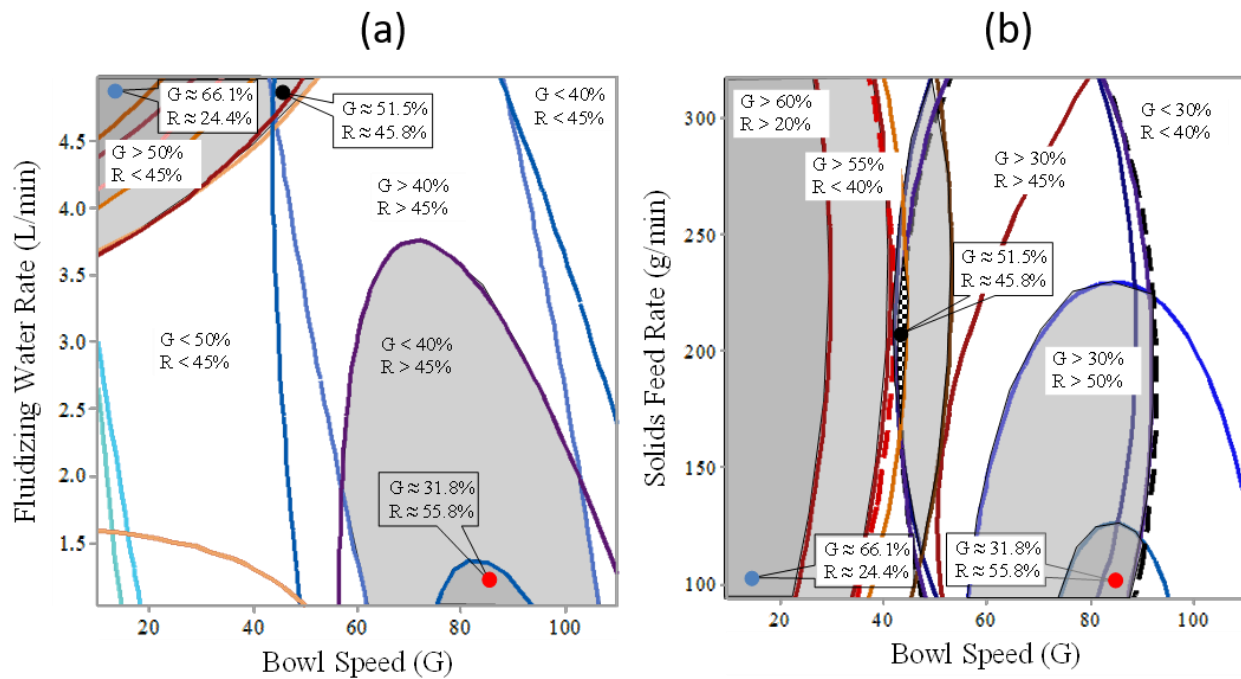 (a)
(b)
G ≈ 66.1%
R ≈ 24.4%
G ≈ 51.5%
R ≈ 45.8%
G < 40%
R < 45%
G > 50%
R < 45%
G > 40%
R > 45%
G < 50%
R < 45%
G < 40%
R > 45%
G ≈ 31.8%
R ≈ 55.8%
4.5
4.0
3.5
3.0
2.5
2.0
1.5
Fluidizing Water Rate (L/min)
20
40
60
80
100
Bowl Speed (G)
G > 60%
R > 20%
G > 55%
R < 40%
G > 30%
R > 45%
G < 30%
R < 40%
G ≈ 51.5%
R ≈ 45.8%
G > 30%
R > 50%
G ≈ 66.1%
R ≈ 24.4%
G ≈ 31.8%
R ≈ 55.8%
300
250
200
150
100
Solids Feed Rate (g/min)
20
40
60
80
100
Bowl Speed (G)